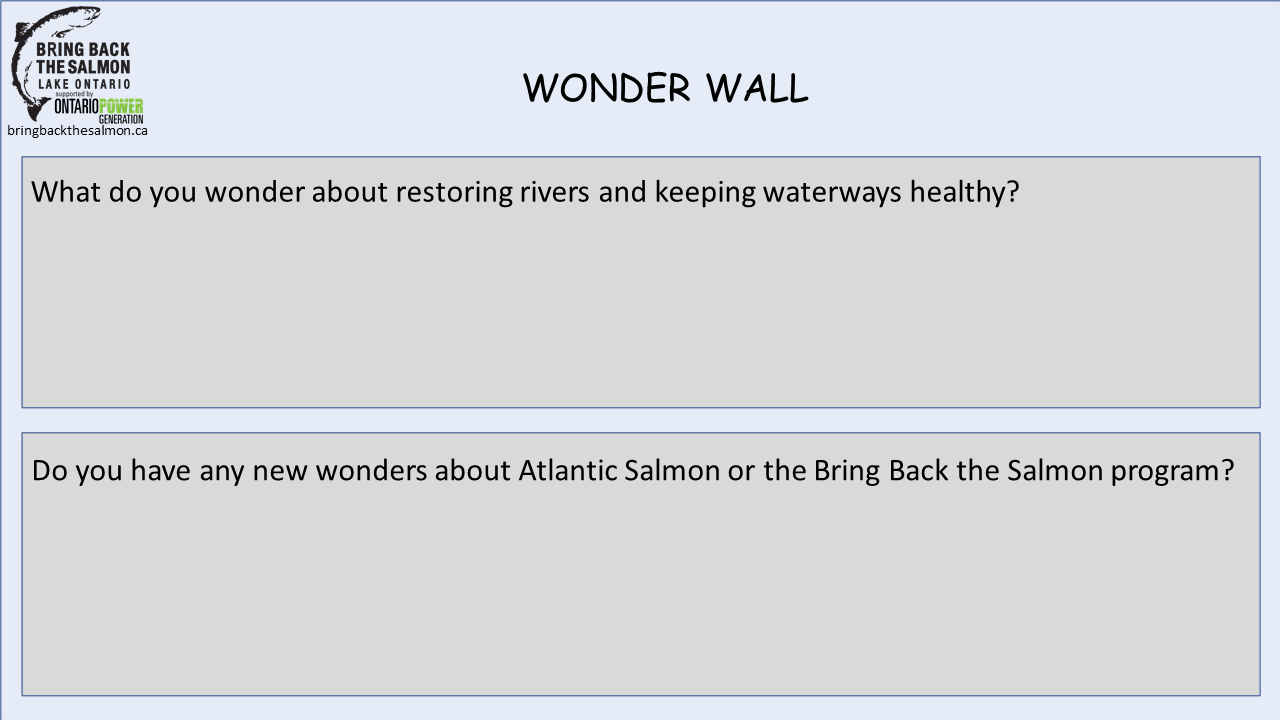 BRING BACK
THE SALMON
LAKE ONTARIO
supported by
ONTARIOPOWER
GENERATION
bringbackthesalmon.ca
WONDER WALL
What do you wonder about restoring rivers and keeping waterways healthy?
Do you have any new wonders about Atlantic Salmon or the Bring Back the Salmon program?